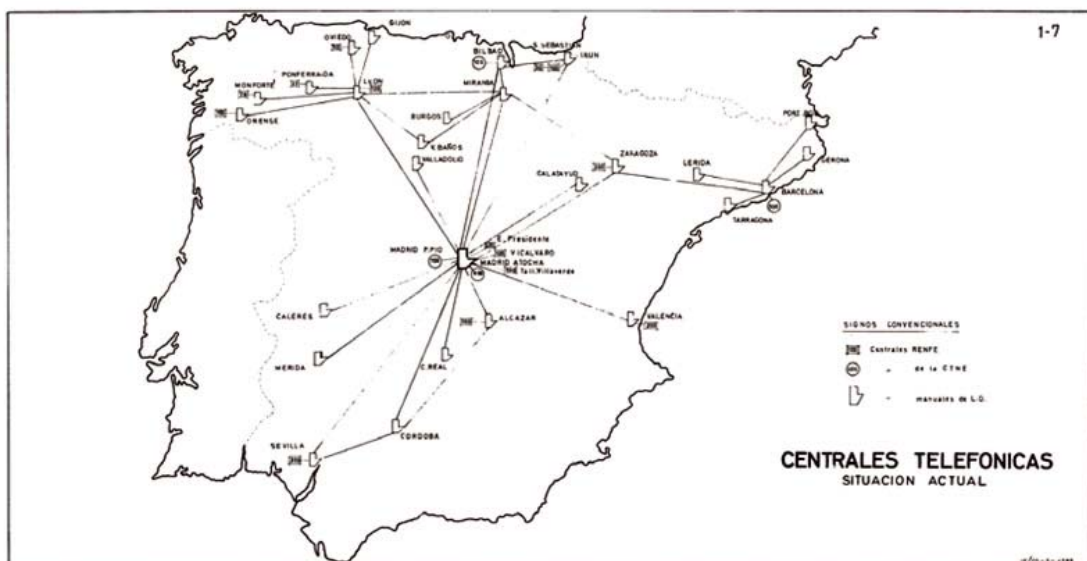 1-7
GIJON
OVIEDO
BILBAO
S. SEBASTIAN
IRUN
PONFERRADA
LEON
MIRANDA
MONFORTE
ORENSE
BURGOS
V. BAÑOS
VALLADOLID
ZARAGOZA
LERIDA
CALATAYUD
GERONA
BARCELONA
TARRAGONA
E. Presidente
VICALVARO
MADRID P. PIO
MADRID ATOCHA
Tall. Villaverde
CACERES
ALCAZAR
VALENCIA
MERIDA
C. REAL
CORDOBA
SEVILLA
SIGNOS CONVENCIONALES
Centrales RENFE
" de la CTNE
" manuales de L.D.
CENTRALES TELEFONICAS
SITUACION ACTUAL